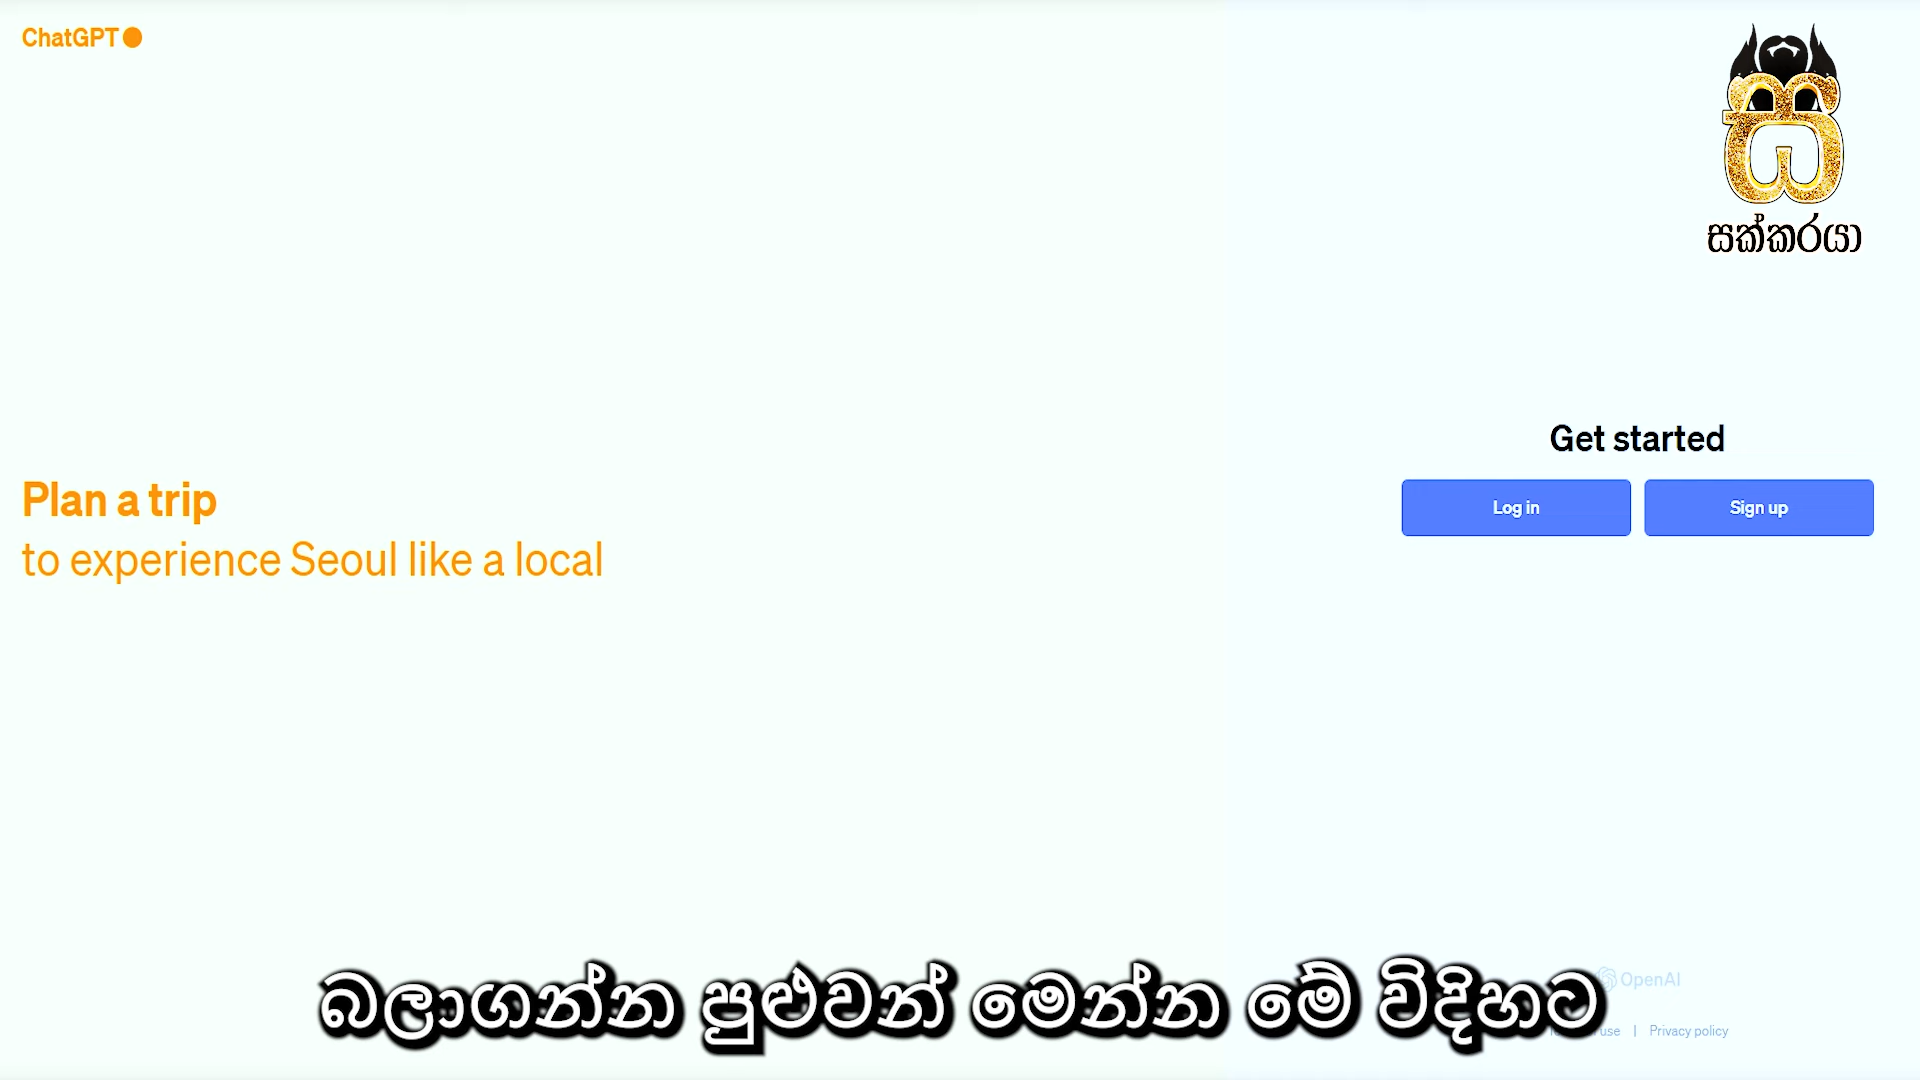 ChatGPT
සක්කරයා
Get started
Log in
Sign up
Plan a trip
to experience Seoul like a local
OpenAI
බලාගන්න පුළුවන් මෙන්න මේ විදිහට
use | Privacy policy